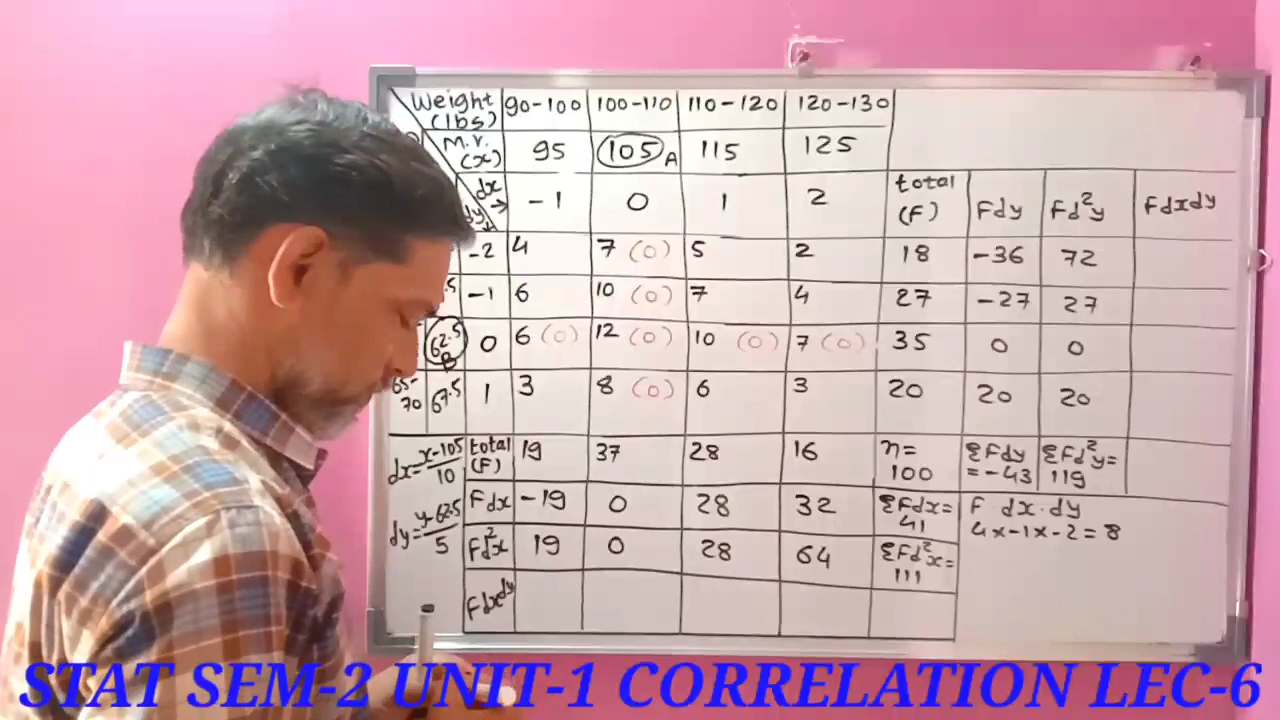 Weight (lbs) 90-100 100-110 110-120 120-130
M.V. (x) 95 105 A 115 125
dx → -1 0 1 2 total (F) Fdy Fd²y Fdxdy
dy↓
-2 4 7 (0) 5 2 18 -36 72
.5 -1 6 10 (0) 7 4 27 -27 27
62.5 B 0 6 (0) 12 (0) 10 (0) 7 (0) 35 0 0
65-70 67.5 1 3 8 (0) 6 3 20 20 20
dx = x-105/10 total (F) 19 37 28 16 n = 100 ΣFdy = -43 ΣFd²y = 119
dy = y-62.5/5 Fdx -19 0 28 32 ΣFdx = 41 F dx.dy
4x-1x-2=8
Fd²x 19 0 28 64 ΣFd²x = 111
Fdxdy
STAT SEM-2 UNIT-1 CORRELATION LEC-6